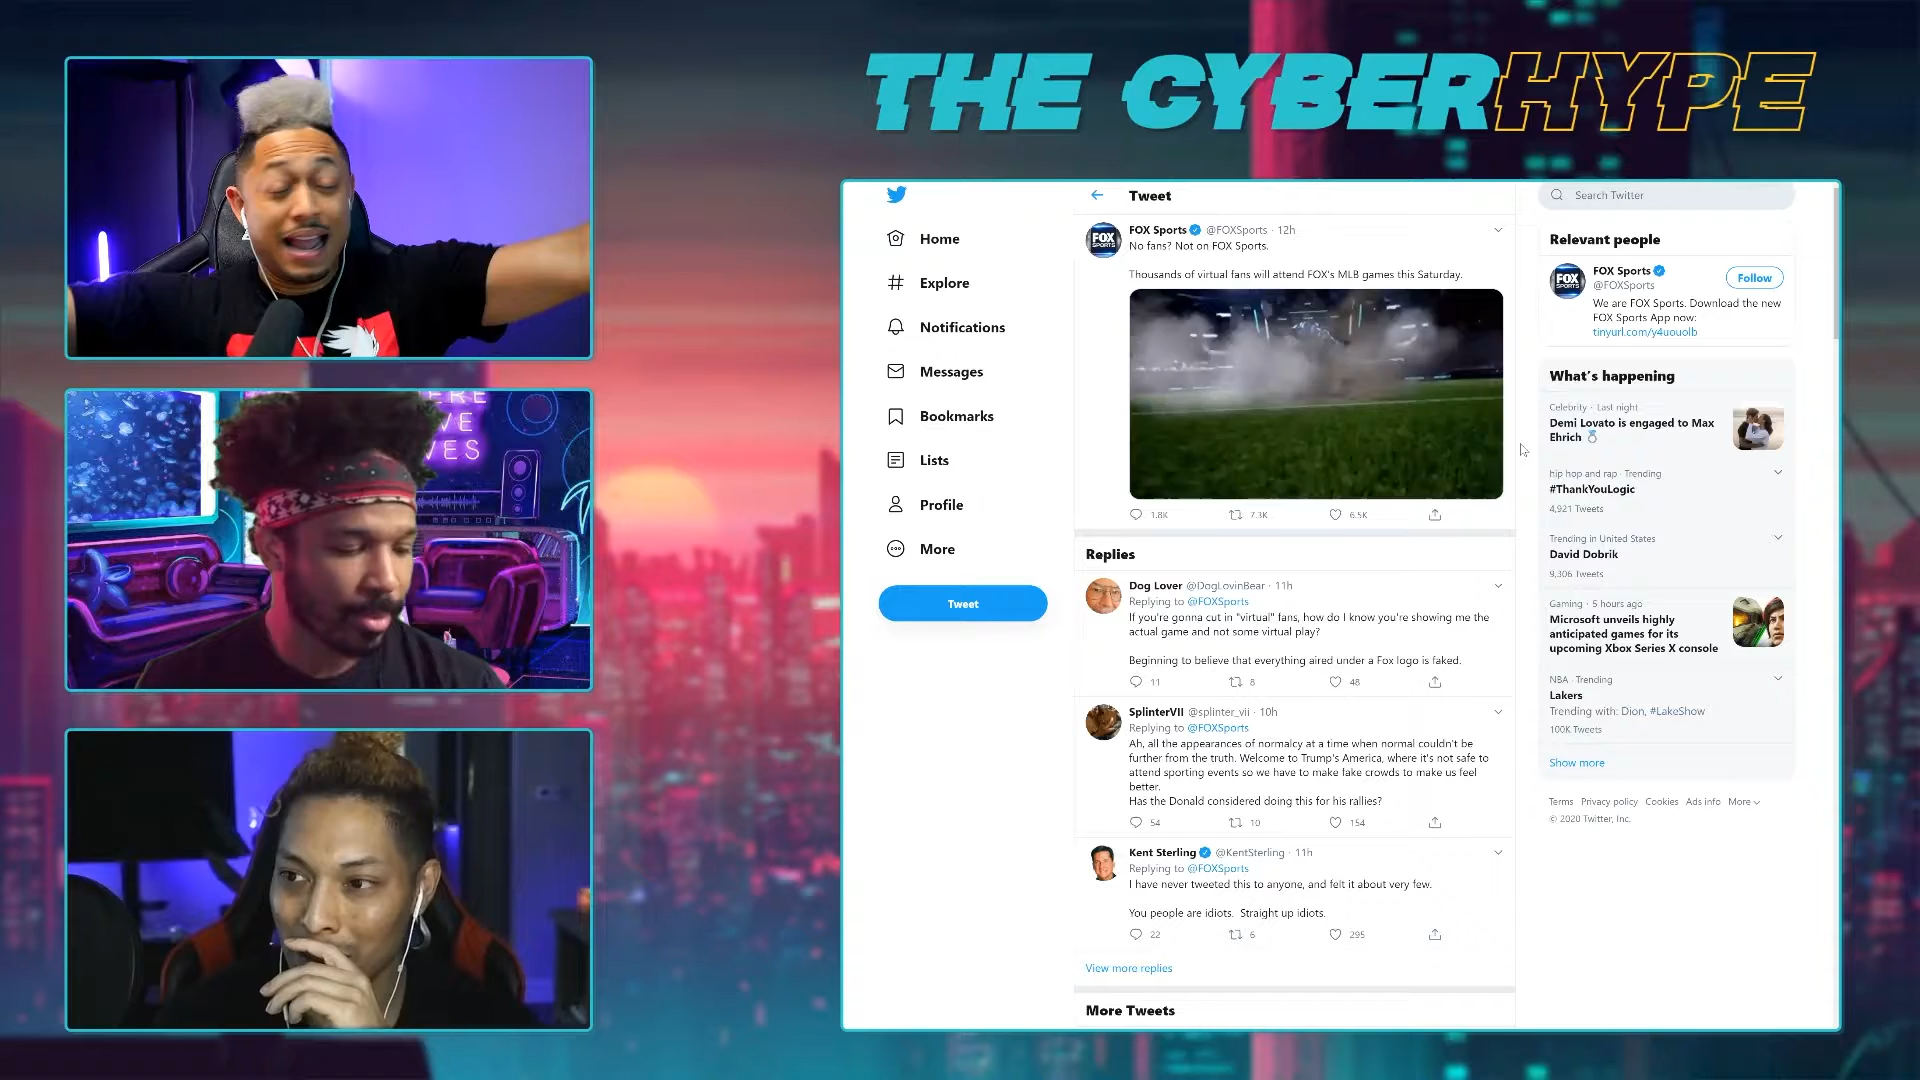 THE CYBERHYPE
ERE
VE
VES
Home
Explore
Notifications
Messages
Bookmarks
Lists
Profile
More
Tweet
Tweet
FOX Sports @FOXSports · 12h
No fans? Not on FOX Sports.
Thousands of virtual fans will attend FOX's MLB games this Saturday.
1.8K 7.3K 6.5K
Replies
Dog Lover @DogLovinBear · 11h
Replying to @FOXSports
If you're gonna cut in "virtual" fans, how do I know you're showing me the
actual game and not some virtual play?
Beginning to believe that everything aired under a Fox logo is faked.
11 8 48
SplinterVII @splinter_vii · 10h
Replying to @FOXSports
Ah, all the appearances of normalcy at a time when normal couldn't be
further from the truth. Welcome to Trump's America, where it's not safe to
attend sporting events so we have to make fake crowds to make us feel
better.
Has the Donald considered doing this for his rallies?
54 10 154
Kent Sterling @KentSterling · 11h
Replying to @FOXSports
I have never tweeted this to anyone, and felt it about very few.
You people are idiots. Straight up idiots.
22 6 295
View more replies
More Tweets
Search Twitter
Relevant people
FOX SPORTS
FOX Sports
@FOXSports
Follow
We are FOX Sports. Download the new
FOX Sports App now:
tinyurl.com/y4uouolb
What's happening
Celebrity · Last night
Demi Lovato is engaged to Max
Ehrich
hip hop and rap · Trending
#ThankYouLogic
4,921 Tweets
Trending in United States
David Dobrik
9,306 Tweets
Gaming · 5 hours ago
Microsoft unveils highly
anticipated games for its
upcoming Xbox Series X console
NBA · Trending
Lakers
Trending with: Dion, #LakeShow
100K Tweets
Show more
Terms Privacy policy Cookies Ads info More
© 2020 Twitter, Inc.